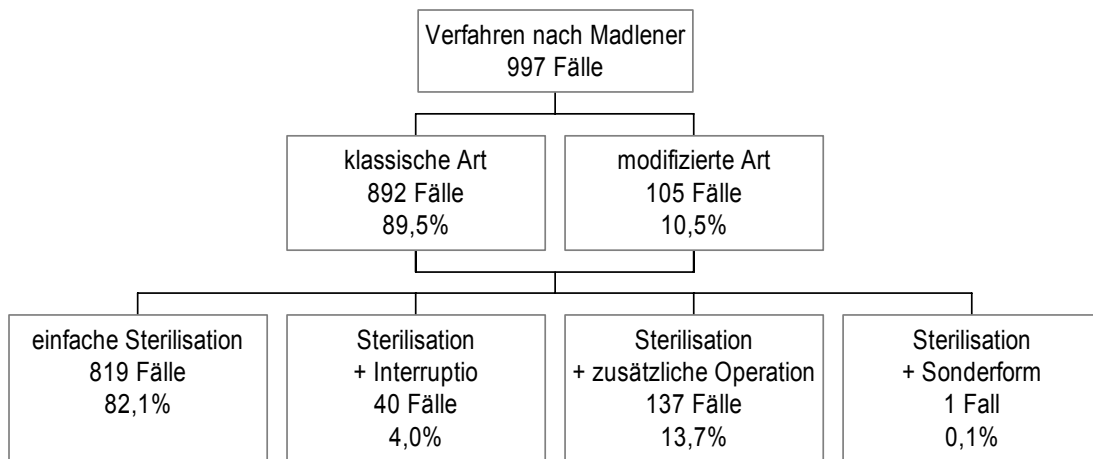 Verfahren nach Madlener
997 Fälle
klassische Art
892 Fälle
89,5%
modifizierte Art
105 Fälle
10,5%
einfache Sterilisation
819 Fälle
82,1%
Sterilisation
+ Interruptio
40 Fälle
4,0%
Sterilisation
+ zusätzliche Operation
137 Fälle
13,7%
Sterilisation
+ Sonderform
1 Fall
0,1%